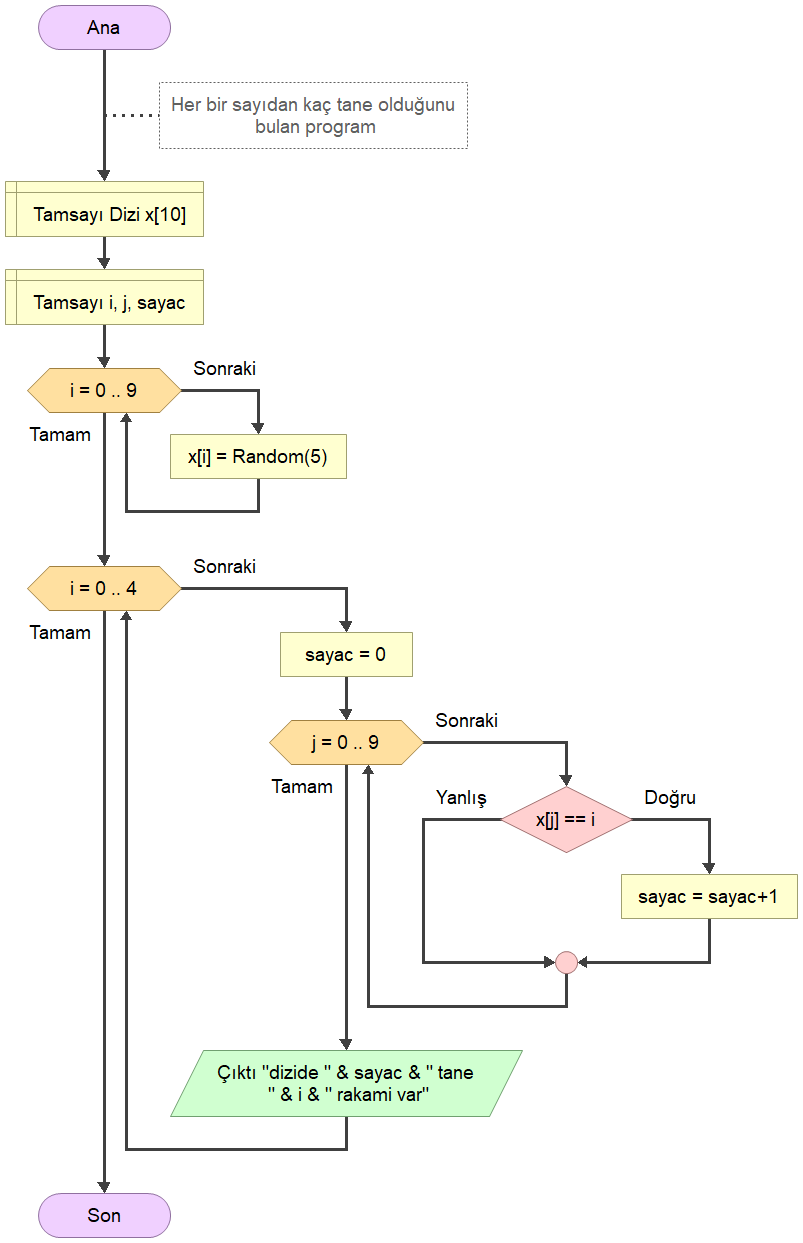 Ana
Her bir sayıdan kaç tane olduğunu
bulan program
Tamsayı Dizi x[10]
Tamsayı i, j, sayac
i = 0 .. 9
Sonraki
Tamam
x[i] = Random(5)
i = 0 .. 4
Sonraki
Tamam
sayac = 0
j = 0 .. 9
Sonraki
Tamam
Yanlış
x[j] == i
Doğru
sayac = sayac+1
Çıktı "dizide " & sayac & " tane
" & i & " rakami var"
Son